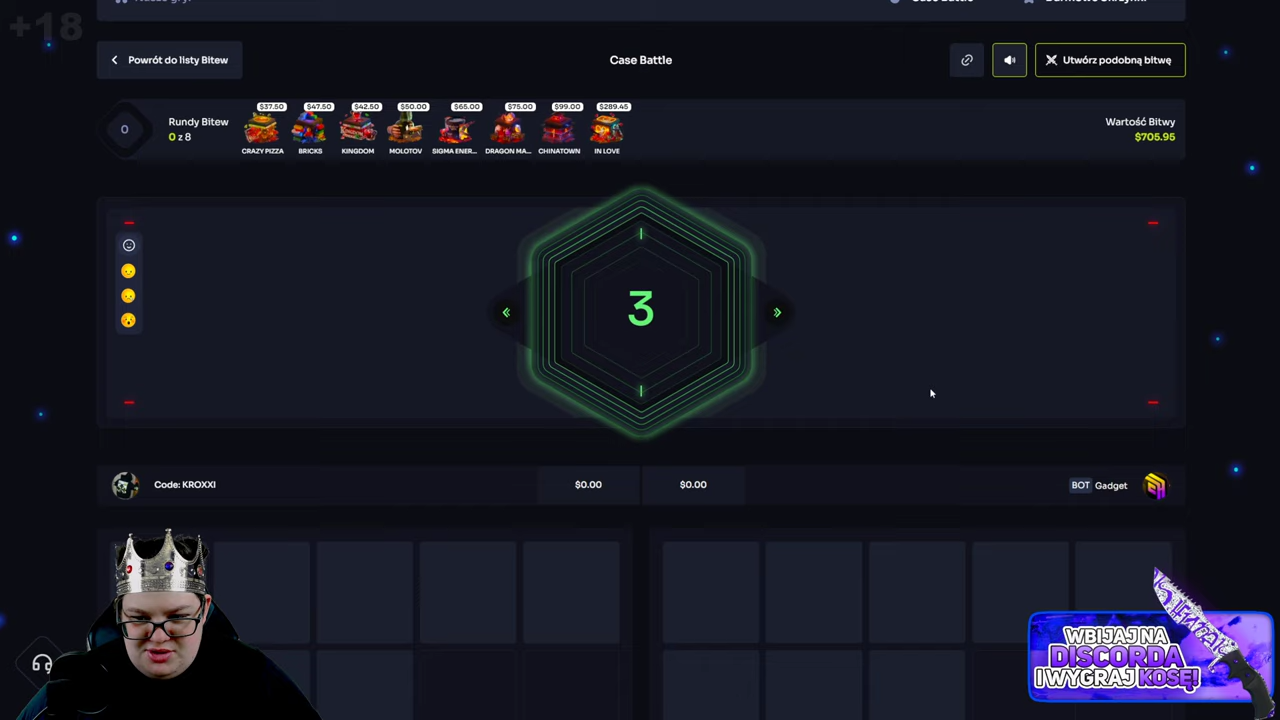 +18
Case Battle
Powrót do listy Bitew
Case Battle
Utwórz podobną bitwę
0
Rundy Bitew
0 z 8
$37.50
$47.50
$42.50
$50.00
$65.00
$75.00
$99.00
$289.45
CRAZY PIZZA
BRICKS
KINGDOM
MOLOTOV
SIGMA ENER...
DRAGON MA...
CHINATOWN
IN LOVE
Wartość Bitwy
$705.95
3
Code: KROXXI
$0.00
$0.00
BOT Gadget
WBIJAJ NA
DISCORDA
I WYGRAJ KOSĘ!